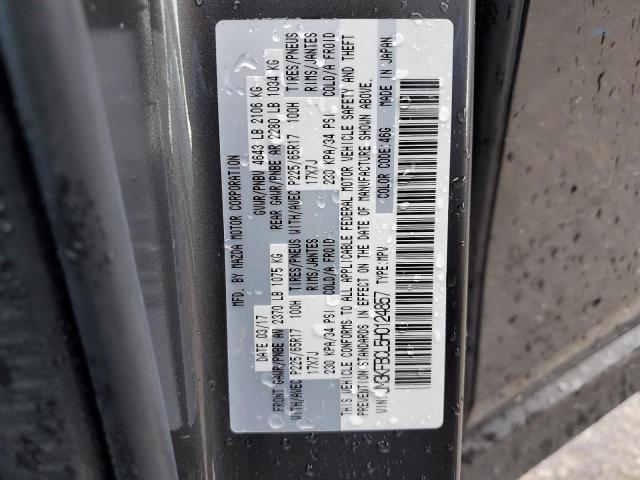 MFD. BY MAZDA MOTOR CORPORATION
DATE 03/17 GVWR/PNBV 4643 LB 2106 KG
FRONT GAWR/PNBE AV 2370 LB 1075 KG REAR GAWR/PNBE AR 2280 LB 1034 KG
WITH/AVEC P225/65R17 100H TIRES/PNEUS WITH/AVEC P225/65R17 100H TIRES/PNEUS
17X7J RIMS/JANTES 17X7J RIMS/JANTES
230 KPA/34 PSI COLD/A FROID 230 KPA/34 PSI COLD/A FROID
THIS VEHICLE CONFORMS TO ALL APPLICABLE FEDERAL MOTOR VEHICLE SAFETY AND THEFT
PREVENTION STANDARDS IN EFFECT ON THE DATE OF MANUFACTURE SHOWN ABOVE.
VIN: JM3KFBCL5H0124857 TYPE: MPV COLOR CODE: 46G MADE IN JAPAN